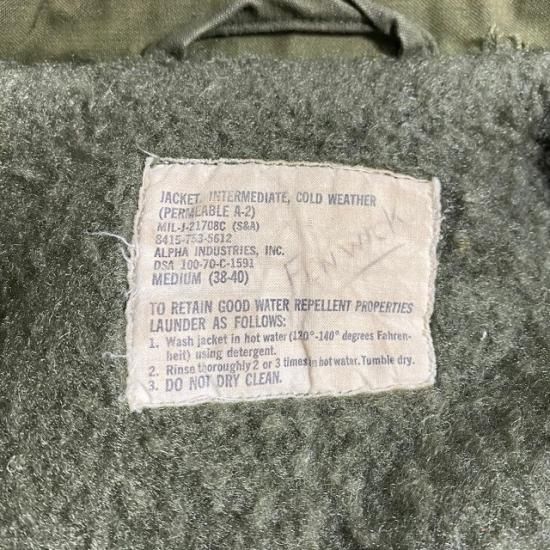 JACKET, INTERMEDIATE, COLD WEATHER
(PERMEABLE A-2)
MIL-J-21708C (S&A)
8415-753-5612
ALPHA INDUSTRIES, INC.
DSA 100-70-C-1591
MEDIUM (38-40)
FENWICK
TO RETAIN GOOD WATER REPELLENT PROPERTIES
LAUNDER AS FOLLOWS:
1. Wash jacket in hot water (120°-140° degrees Fahren-
heit) using detergent.
2. Rinse thoroughly 2 or 3 times in hot water. Tumble dry.
3. DO NOT DRY CLEAN.